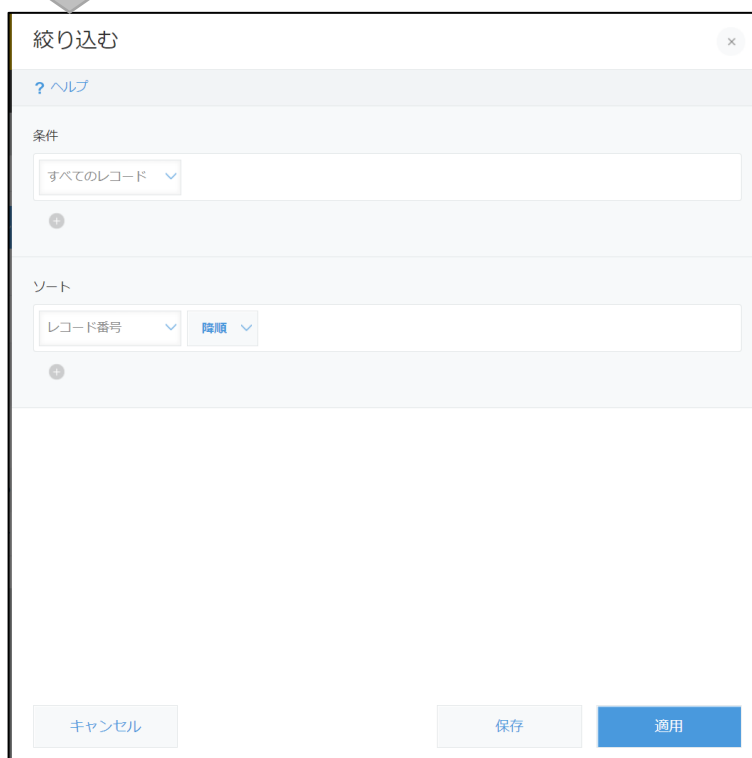 絞り込む
? ヘルプ
条件
すべてのレコード
ソート
レコード番号 降順
キャンセル 保存 適用